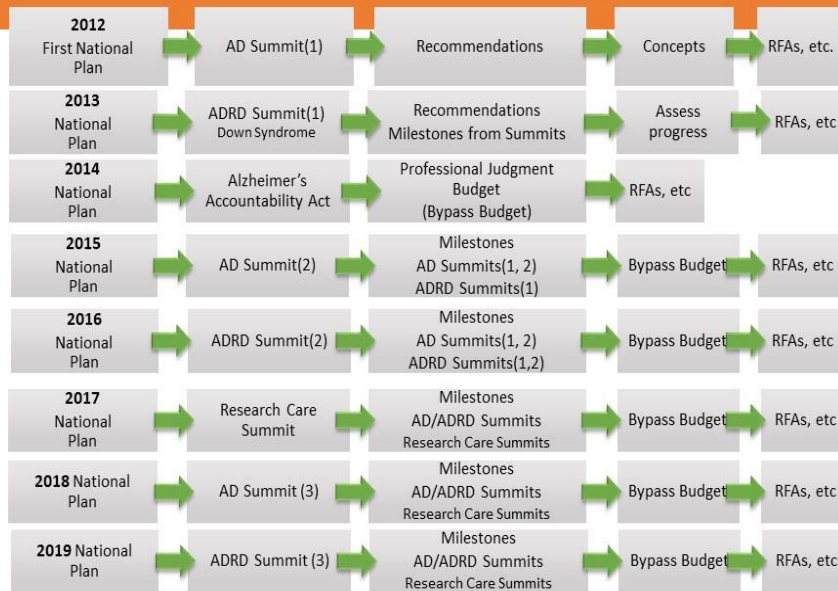 2012
First National
Plan
AD Summit(1)
Recommendations
Concepts
RFAs, etc.
2013
National
Plan
ADRD Summit(1)
Down Syndrome
Recommendations
Milestones from Summits
Assess
progress
RFAs, etc
2014
National
Plan
Alzheimer's
Accountability Act
Professional Judgment
Budget
(Bypass Budget)
RFAs, etc
2015
National
Plan
AD Summit(2)
Milestones
AD Summits(1, 2)
ADRD Summits(1)
Bypass Budget
RFAs, etc
2016
National
Plan
ADRD Summit(2)
Milestones
AD Summits(1, 2)
ADRD Summits(1,2)
Bypass Budget
RFAs, etc
2017
National
Plan
Research Care
Summit
Milestones
AD/ADRD Summits
Research Care Summits
Bypass Budget
RFAs, etc
2018 National
Plan
AD Summit (3)
Milestones
AD/ADRD Summits
Research Care Summits
Bypass Budget
RFAs, etc
2019 National
Plan
ADRD Summit (3)
Milestones
AD/ADRD Summits
Research Care Summits
Bypass Budget
RFAs, etc